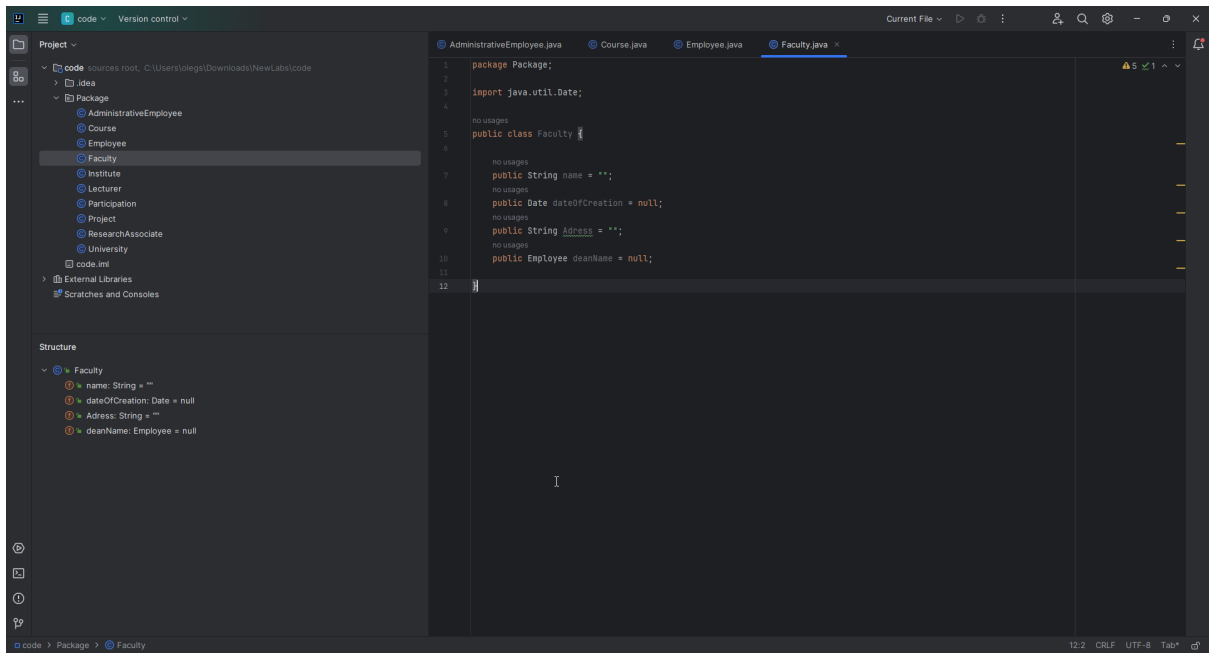 code Version control Current File
Project
AdministrativeEmployee.java Course.java Employee.java Faculty.java
code sources root, C:\Users\olegs\Downloads\NewLabs\code
.idea
Package
AdministrativeEmployee
Course
Employee
Faculty
Institute
Lecturer
Participation
Project
ResearchAssociate
University
code.iml
External Libraries
Scratches and Consoles
Structure
Faculty
name: String = ""
dateOfCreation: Date = null
Adress: String = ""
deanName: Employee = null
5 1
1 package Package;
2
3 import java.util.Date;
4
no usages
5 public class Faculty {
6
no usages
7 public String name = "";
no usages
8 public Date dateOfCreation = null;
no usages
9 public String Adress = "";
no usages
10 public Employee deanName = null;
11
12 }
code > Package > Faculty 12:2 CRLF UTF-8 Tab*